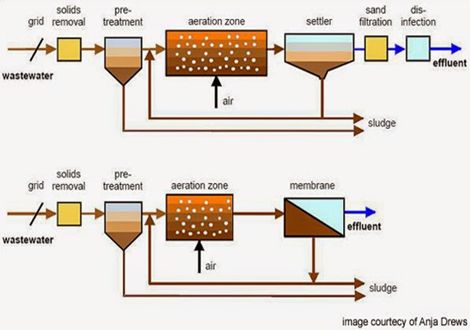 grid
solids
removal
pre-
treatment
aeration zone
settler
sand
filtration
dis-
infection
wastewater
effluent
air
sludge
grid
solids
removal
pre-
treatment
aeration zone
membrane
wastewater
effluent
air
sludge
image courtecy of Anja Drews